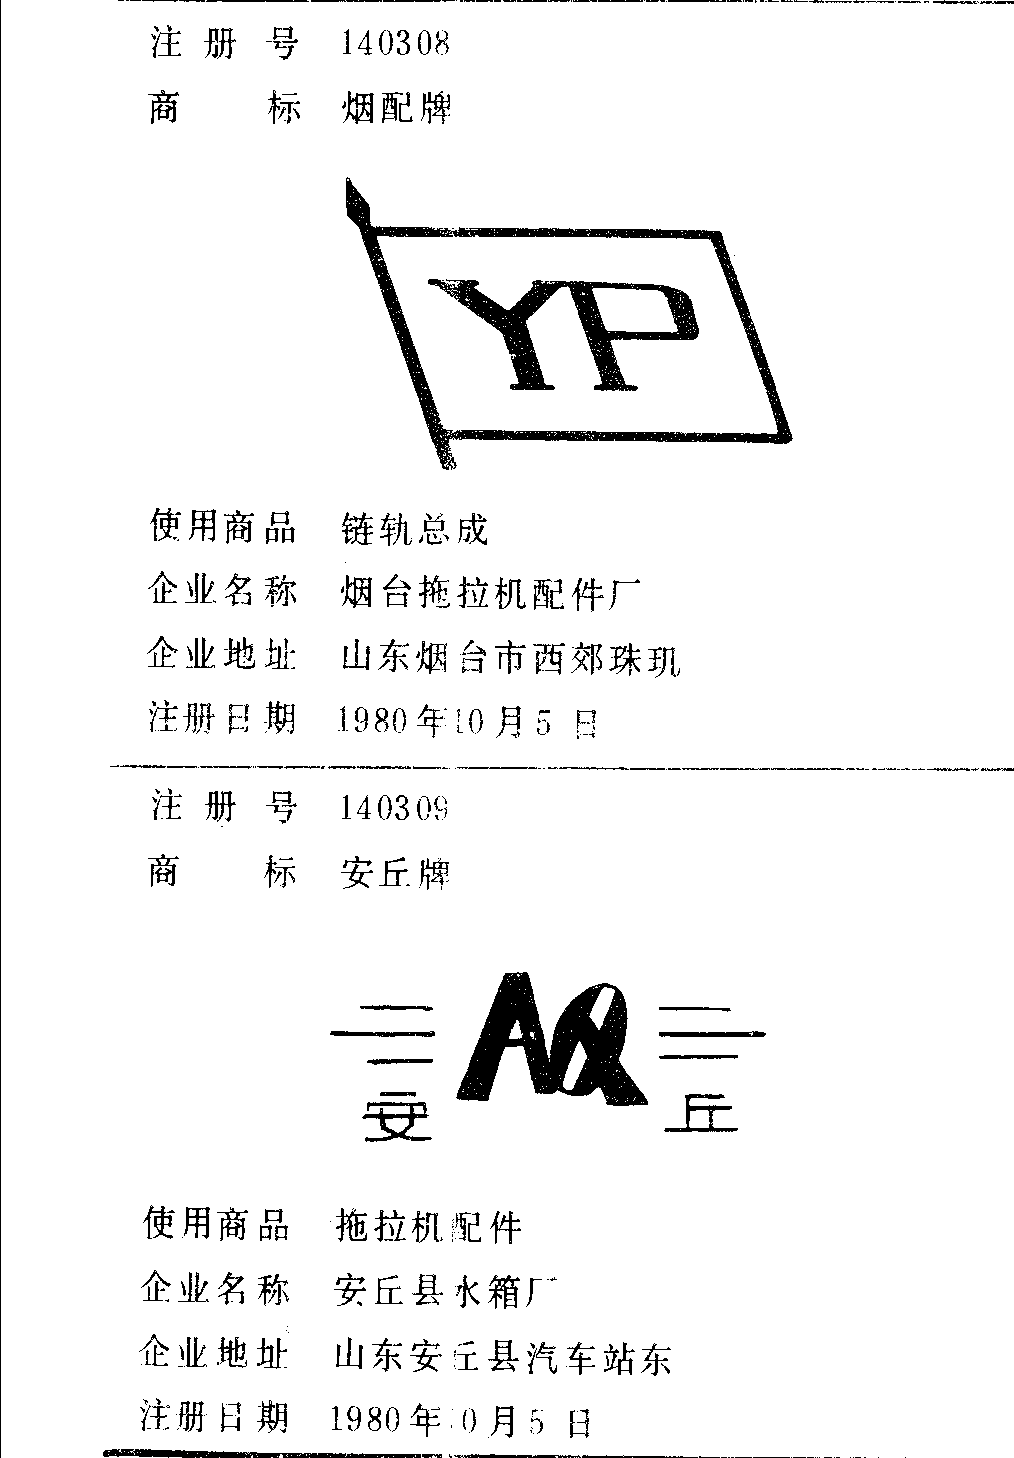 注册号 140308
商标 烟配牌
YP
使用商品 链轨总成
企业名称 烟台拖拉机配件厂
企业地址 山东烟台市西郊珠玑
注册日期 1980年10月5日
注册号 140309
商标 安丘牌
AQ
安丘
使用商品 拖拉机配件
企业名称 安丘县水箱厂
企业地址 山东安丘县汽车站东
注册日期 1980年10月5日